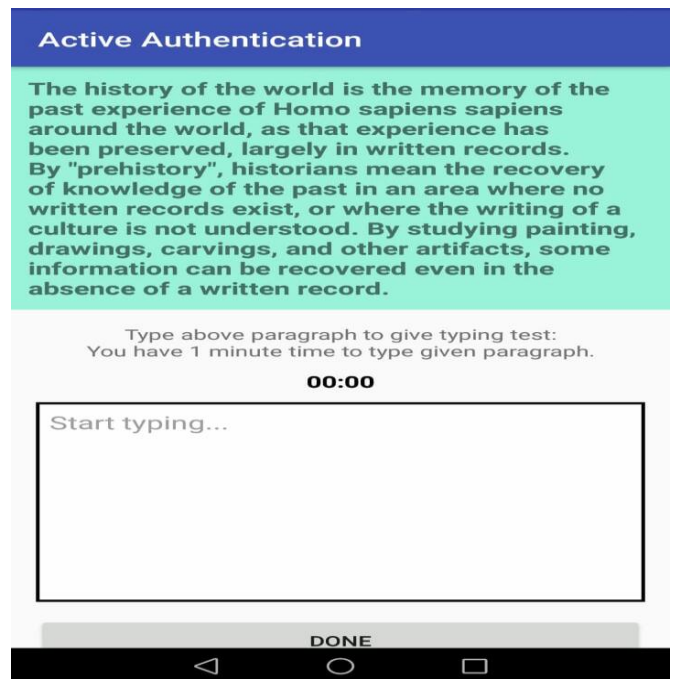 Active Authentication
The history of the world is the memory of the
past experience of Homo sapiens sapiens
around the world, as that experience has
been preserved, largely in written records.
By "prehistory", historians mean the recovery
of knowledge of the past in an area where no
written records exist, or where the writing of a
culture is not understood. By studying painting,
drawings, carvings, and other artifacts, some
information can be recovered even in the
absence of a written record.
Type above paragraph to give typing test:
You have 1 minute time to type given paragraph.
00:00
Start typing...
DONE